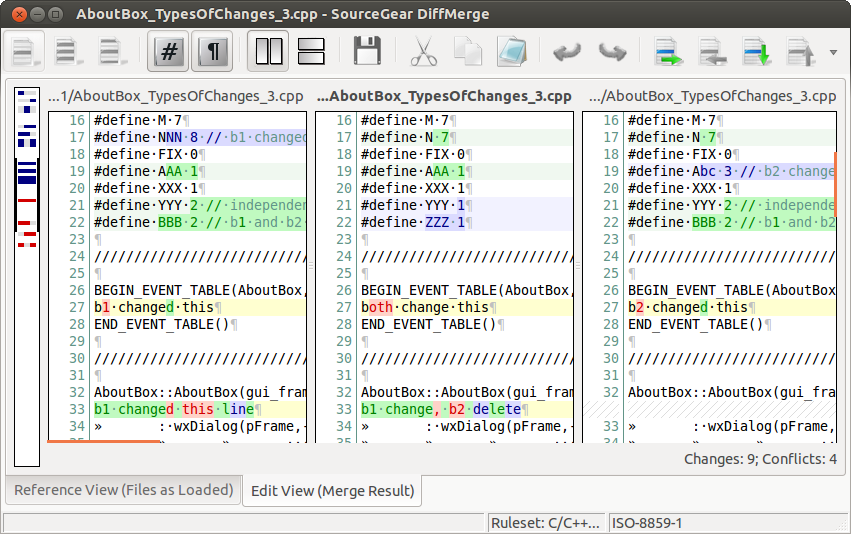 AboutBox_TypesOfChanges_3.cpp - SourceGear DiffMerge
# ¶
...1/AboutBox_TypesOfChanges_3.cpp
16 #define·M·7¶
17 #define·NNN·8·//·b1·changed
18 #define·FIX·0¶
19 #define·AAA·1¶
20 #define·XXX·1¶
21 #define·YYY·2·//·independen
22 #define·BBB·2·//·b1·and·b2·
23 ¶
24 ///////////////////////////
25 ¶
26 BEGIN_EVENT_TABLE(AboutBox,
27 b1·changed·this¶
28 END_EVENT_TABLE()¶
29 ¶
30 ///////////////////////////
31 ¶
32 AboutBox::AboutBox(gui_fram
33 b1·changed·this·line¶
34 » :·wxDialog(pFrame,-
...AboutBox_TypesOfChanges_3.cpp
16 #define·M·7¶
17 #define·N·7¶
18 #define·FIX·0¶
19 #define·AAA·1¶
20 #define·XXX·1¶
21 #define·YYY·1¶
22 #define·ZZZ·1¶
23 ¶
24 ///////////////////////////
25 ¶
26 BEGIN_EVENT_TABLE(AboutBox,
27 both·change·this¶
28 END_EVENT_TABLE()¶
29 ¶
30 ///////////////////////////
31 ¶
32 AboutBox::AboutBox(gui_fram
33 b1·change,·b2·delete¶
34 » :·wxDialog(pFrame,-
.../AboutBox_TypesOfChanges_3.cpp
16 #define·M·7¶
17 #define·N·7¶
18 #define·FIX·0¶
19 #define·Abc·3·//·b2·change
20 #define·XXX·1¶
21 #define·YYY·2·//·independe
22 #define·BBB·2·//·b1·and·b2
23 ¶
24 //////////////////////////
25 ¶
26 BEGIN_EVENT_TABLE(AboutBox
27 b2·changed·this¶
28 END_EVENT_TABLE()¶
29 ¶
30 //////////////////////////
31 ¶
32 AboutBox::AboutBox(gui_fra
33 » :·wxDialog(pFrame,
34
Changes: 9; Conflicts: 4
Reference View (Files as Loaded) Edit View (Merge Result)
Ruleset: C/C++... ISO-8859-1